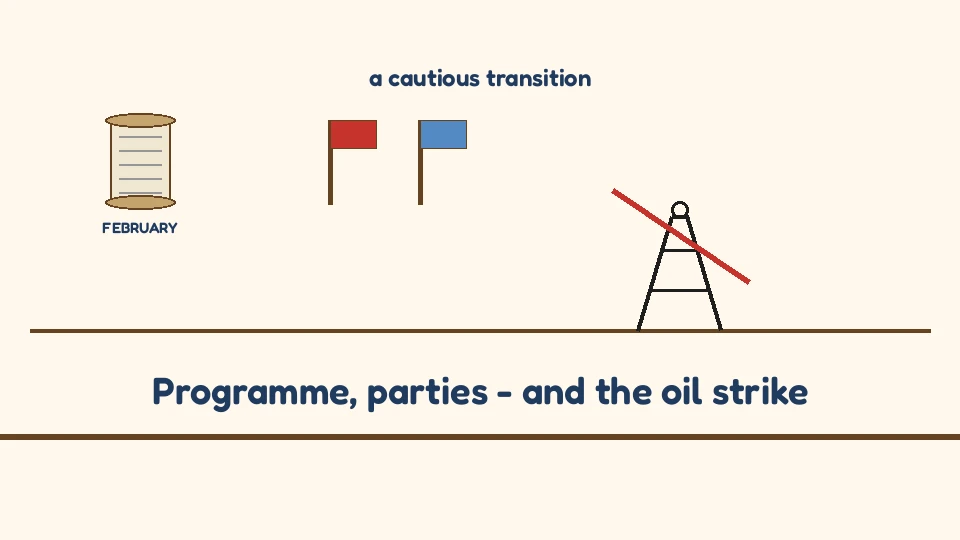 a cautious transition
FEBRUARY
Programme, parties - and the oil strike